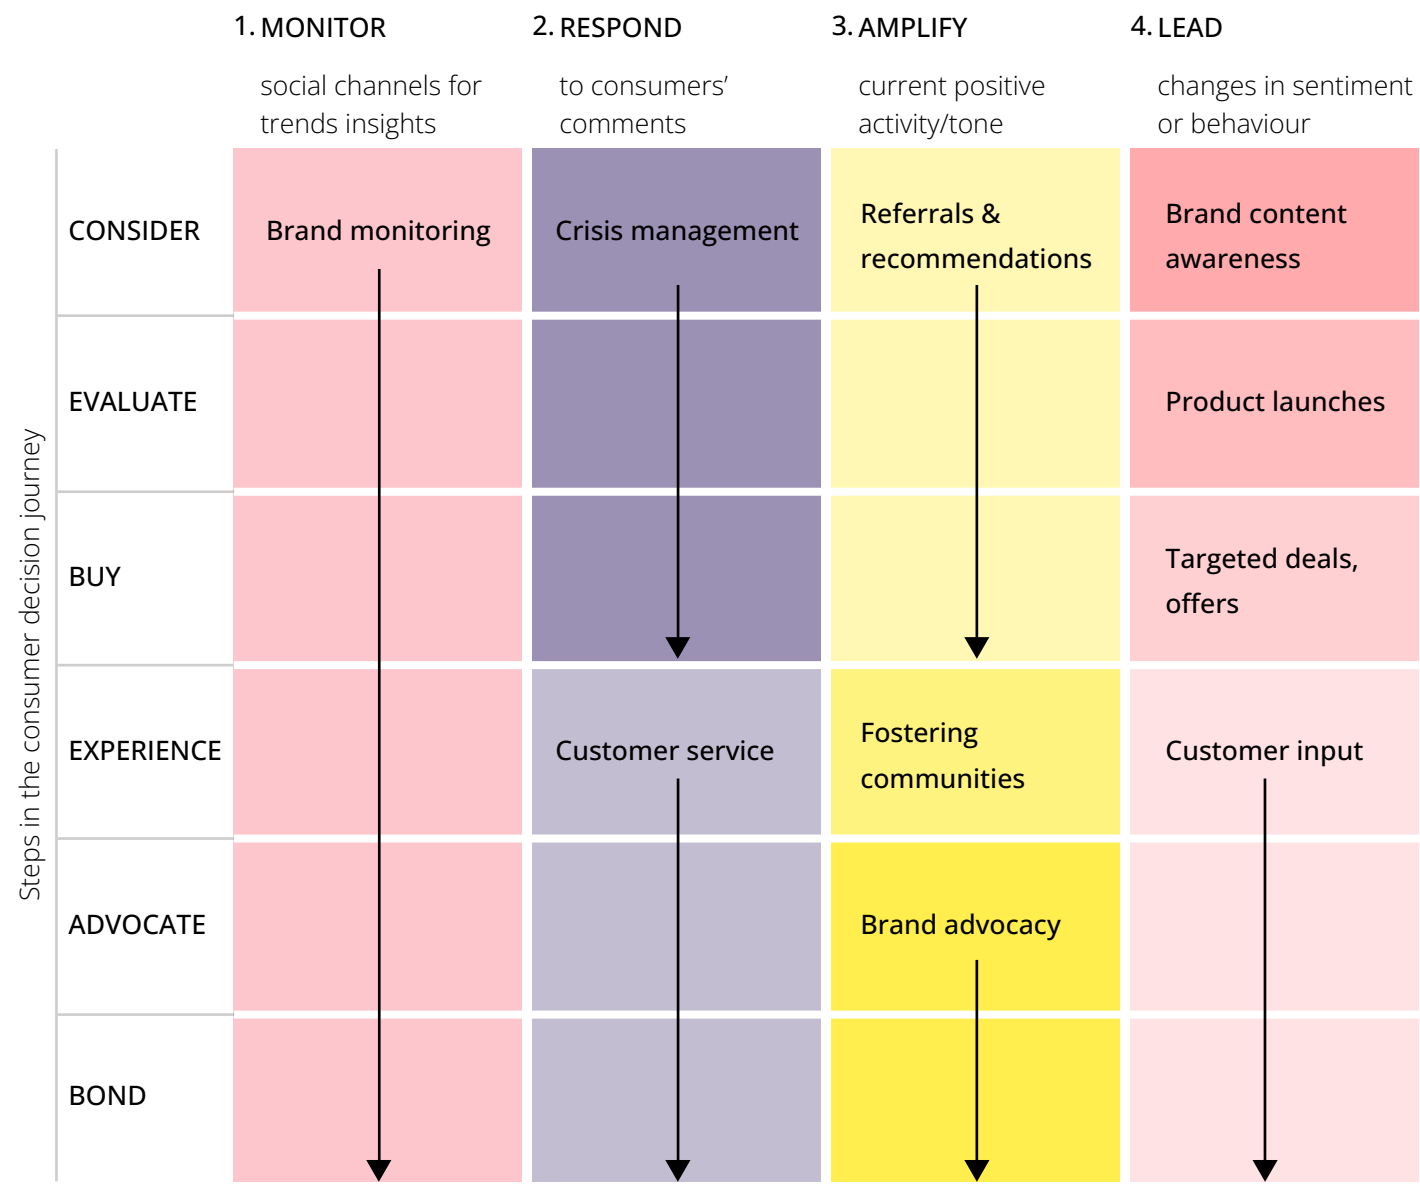 1. MONITOR
social channels for
trends insights
2. RESPOND
to consumers’
comments
3. AMPLIFY
current positive
activity/tone
4. LEAD
changes in sentiment
or behaviour
Steps in the consumer decision journey
CONSIDER
Brand monitoring
Crisis management
Referrals &
recommendations
Brand content
awareness
EVALUATE
Product launches
BUY
Targeted deals,
offers
EXPERIENCE
Customer service
Fostering
communities
Customer input
ADVOCATE
Brand advocacy
BOND